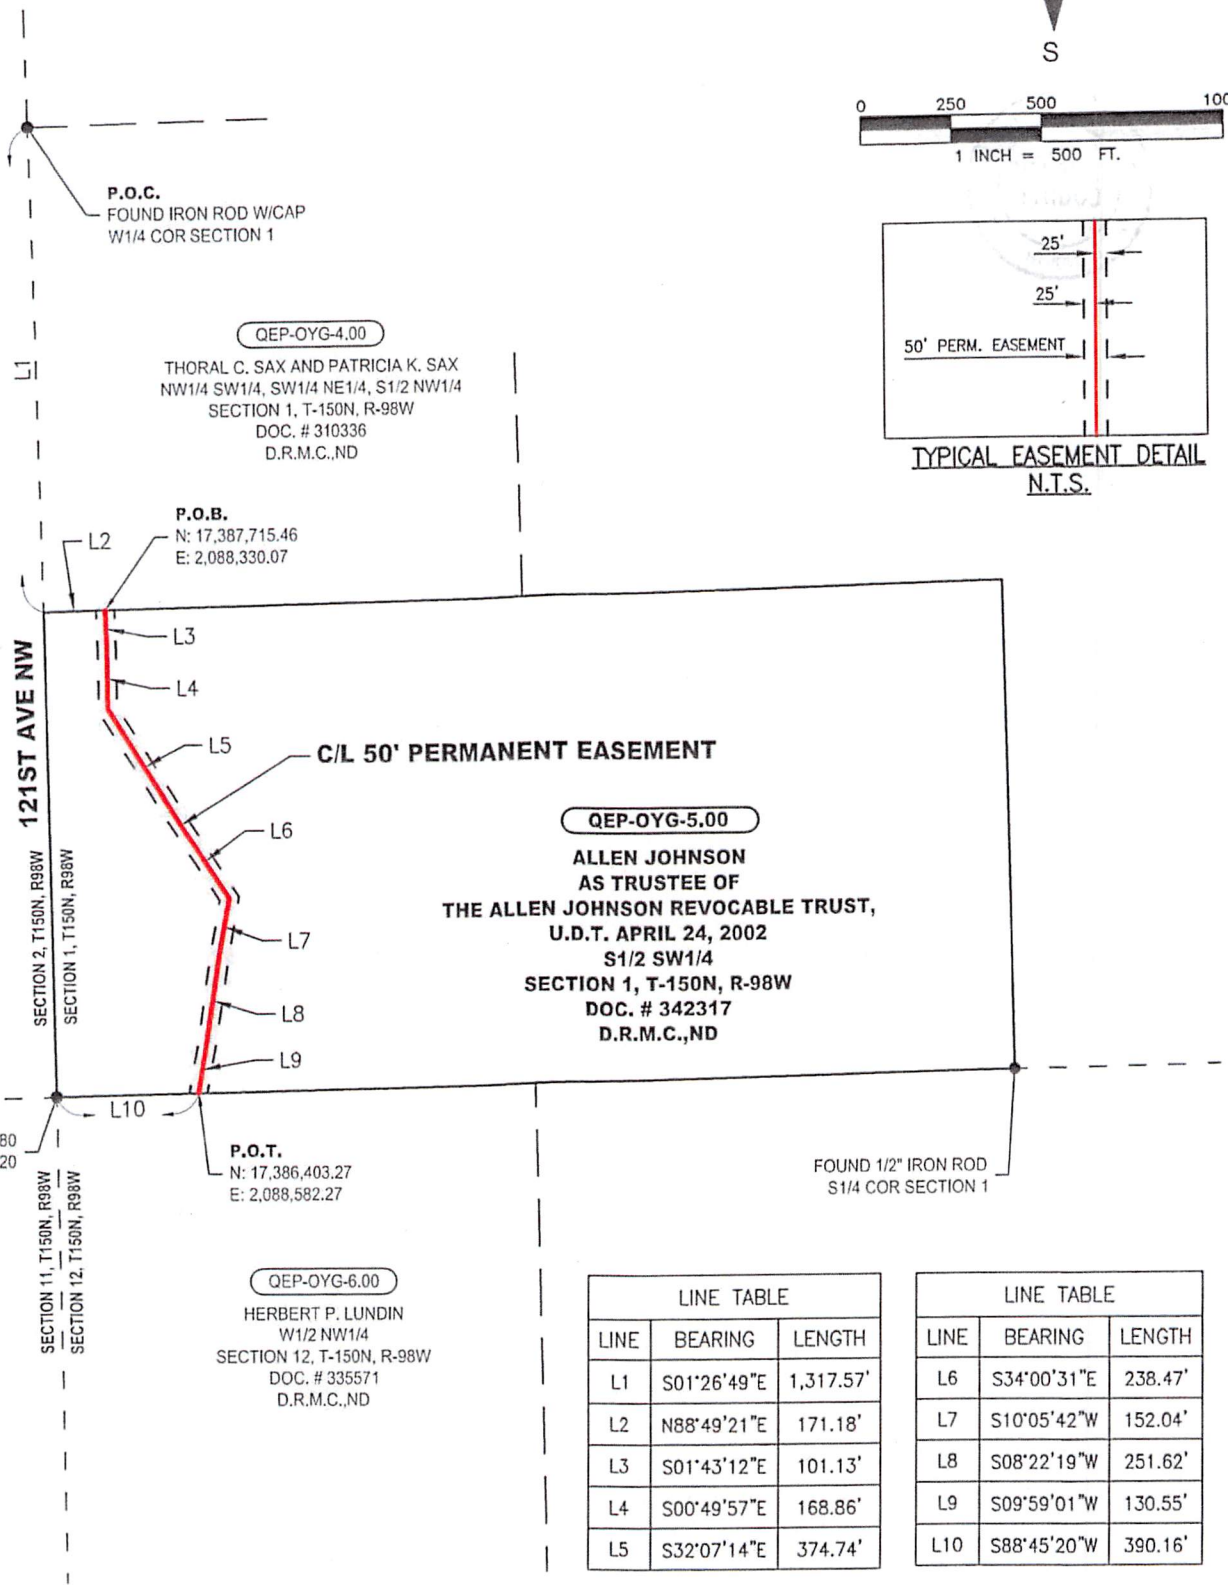 S
0 250 500 100
1 INCH = 500 FT.
P.O.C.
FOUND IRON ROD W/CAP
W1/4 COR SECTION 1
25'
25'
50' PERM. EASEMENT
TYPICAL EASEMENT DETAIL
N.T.S.
L1
QEP-OYG-4.00
THORAL C. SAX AND PATRICIA K. SAX
NW1/4 SW1/4, SW1/4 NE1/4, S1/2 NW1/4
SECTION 1, T-150N, R-98W
DOC. # 310336
D.R.M.C.,ND
P.O.B.
N: 17,387,715.46
E: 2,088,330.07
L2
L3
L4
L5
L6
L7
L8
L9
L10
121ST AVE NW
SECTION 2, T150N, R98W
SECTION 1, T150N, R98W
C/L 50' PERMANENT EASEMENT
QEP-OYG-5.00
ALLEN JOHNSON
AS TRUSTEE OF
THE ALLEN JOHNSON REVOCABLE TRUST,
U.D.T. APRIL 24, 2002
S1/2 SW1/4
SECTION 1, T-150N, R-98W
DOC. # 342317
D.R.M.C.,ND
80
20
P.O.T.
N: 17,386,403.27
E: 2,088,582.27
FOUND 1/2" IRON ROD
S1/4 COR SECTION 1
SECTION 11, T150N, R98W
SECTION 12, T150N, R98W
QEP-OYG-6.00
HERBERT P. LUNDIN
W1/2 NW1/4
SECTION 12, T-150N, R-98W
DOC. # 335571
D.R.M.C.,ND
LINE TABLE
LINE BEARING LENGTH
L1 S01°26'49"E 1,317.57'
L2 N88°49'21"E 171.18'
L3 S01°43'12"E 101.13'
L4 S00°49'57"E 168.86'
L5 S32°07'14"E 374.74'
LINE TABLE
LINE BEARING LENGTH
L6 S34°00'31"E 238.47'
L7 S10°05'42"W 152.04'
L8 S08°22'19"W 251.62'
L9 S09°59'01"W 130.55'
L10 S88°45'20"W 390.16'